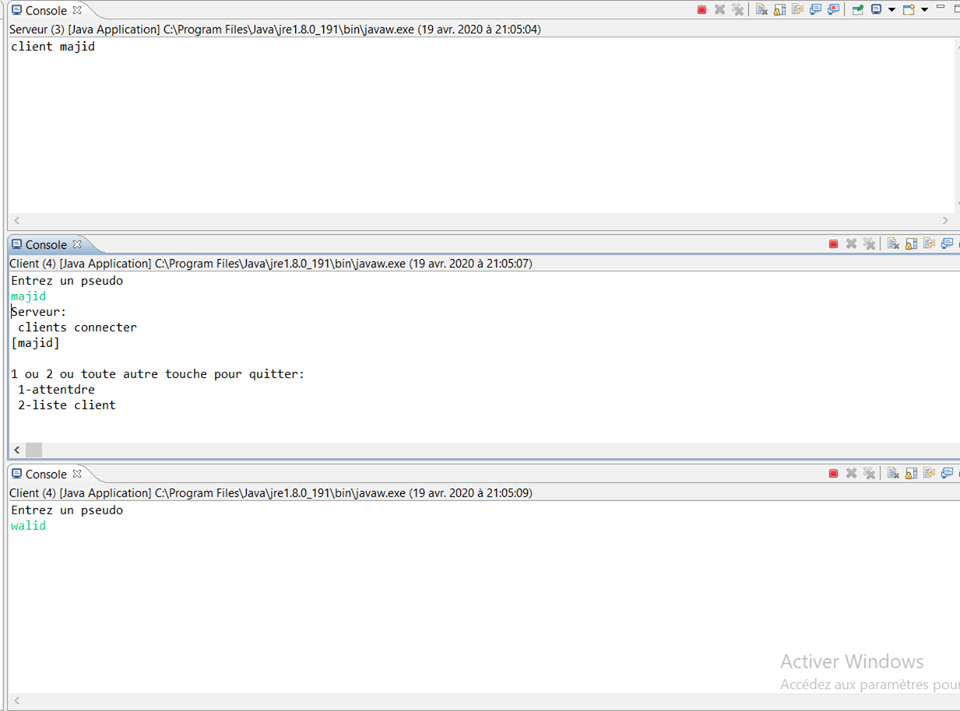 Console
Serveur (3) [Java Application] C:\Program Files\Java\jre1.8.0_191\bin\javaw.exe (19 avr. 2020 à 21:05:04)
client majid
Console
Client (4) [Java Application] C:\Program Files\Java\jre1.8.0_191\bin\javaw.exe (19 avr. 2020 à 21:05:07)
Entrez un pseudo
majid
Serveur:
clients connecter
[majid]
1 ou 2 ou toute autre touche pour quitter:
1-attentdre
2-liste client
Console
Client (4) [Java Application] C:\Program Files\Java\jre1.8.0_191\bin\javaw.exe (19 avr. 2020 à 21:05:09)
Entrez un pseudo
walid
Activer Windows
Accédez aux paramètres pour